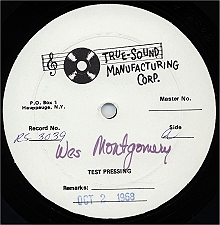 TRUE-SOUND
MANUFACTURING
CORP.
P.O. Box 1
Hauppauge, N.Y.
Master No.
Record No.
Side
RS 3039
Wes Montgomery
TEST PRESSING
Remarks:
OCT 2 1968